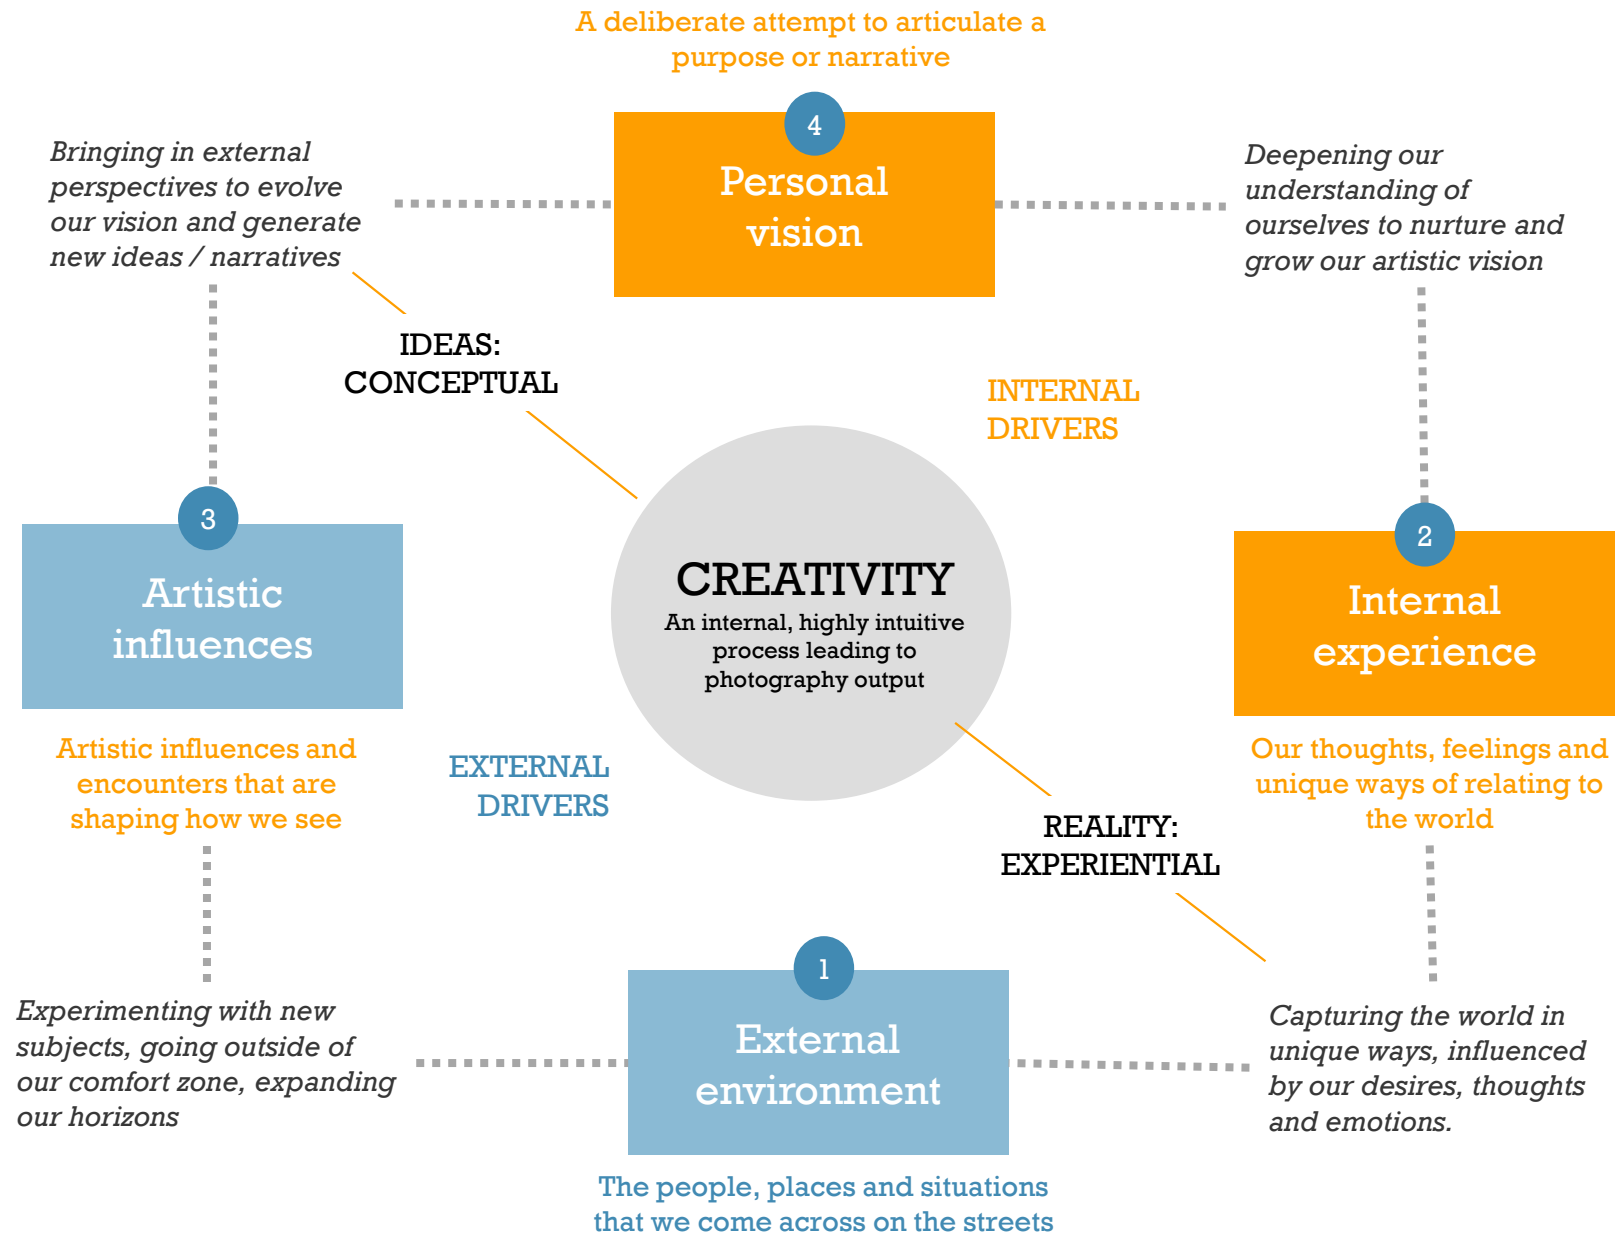 A deliberate attempt to articulate a
purpose or narrative
4
Personal
vision
Bringing in external
perspectives to evolve
our vision and generate
new ideas / narratives
Deepening our
understanding of
ourselves to nurture and
grow our artistic vision
IDEAS:
CONCEPTUAL
INTERNAL
DRIVERS
3
Artistic
influences
CREATIVITY
An internal, highly intuitive
process leading to
photography output
2
Internal
experience
Artistic influences and
encounters that are
shaping how we see
EXTERNAL
DRIVERS
Our thoughts, feelings and
unique ways of relating to
the world
REALITY:
EXPERIENTIAL
1
External
environment
Experimenting with new
subjects, going outside of
our comfort zone, expanding
our horizons
Capturing the world in
unique ways, influenced
by our desires, thoughts
and emotions.
The people, places and situations
that we come across on the streets